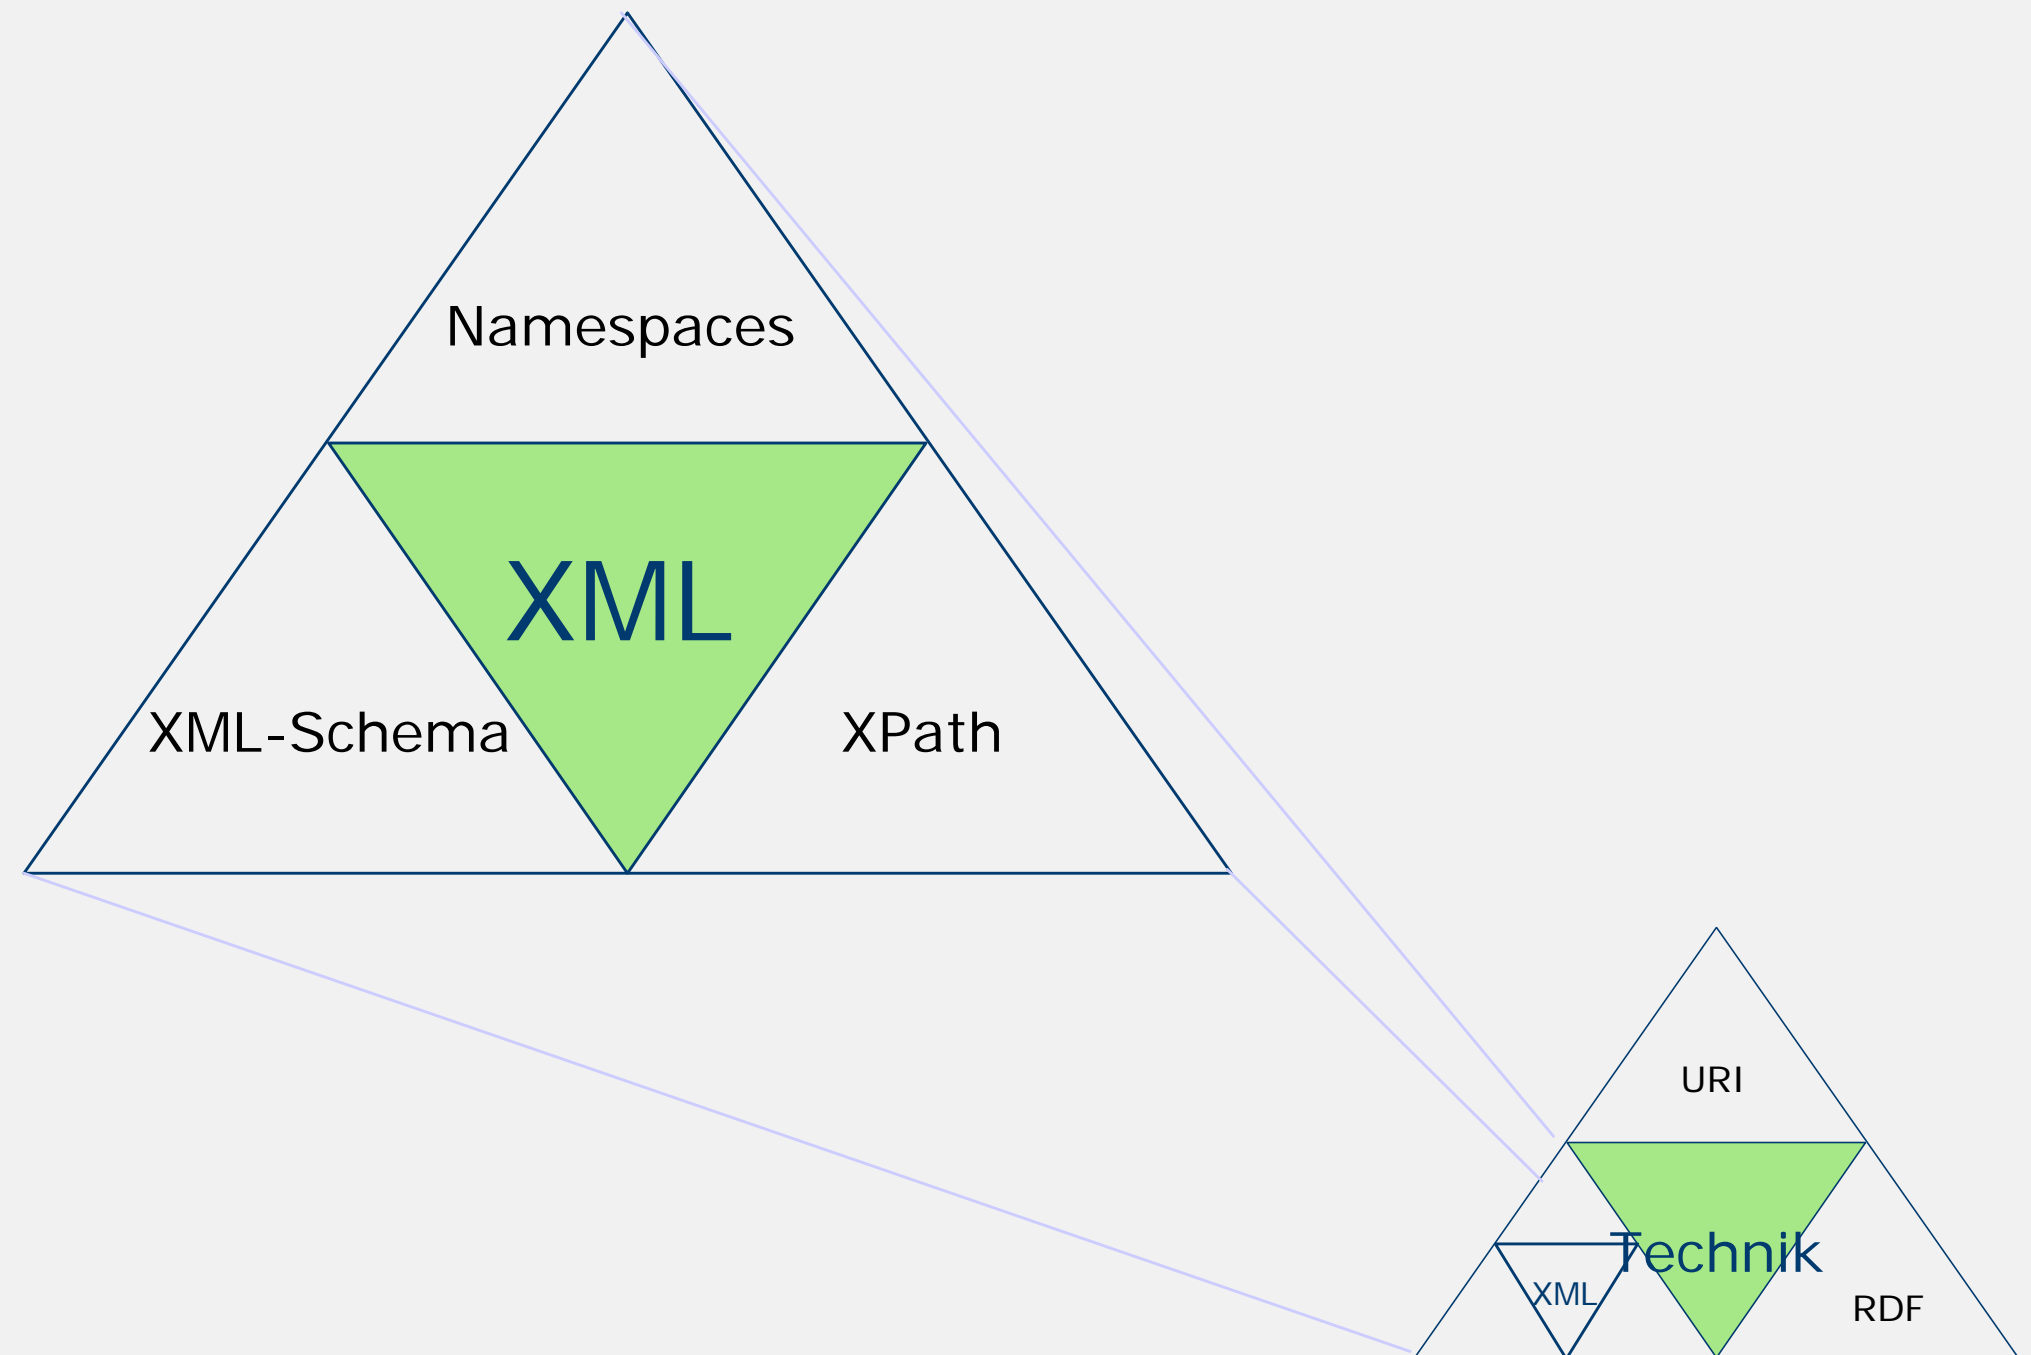 Namespaces
XML
XML-Schema
XPath
URI
Technik
XML
RDF